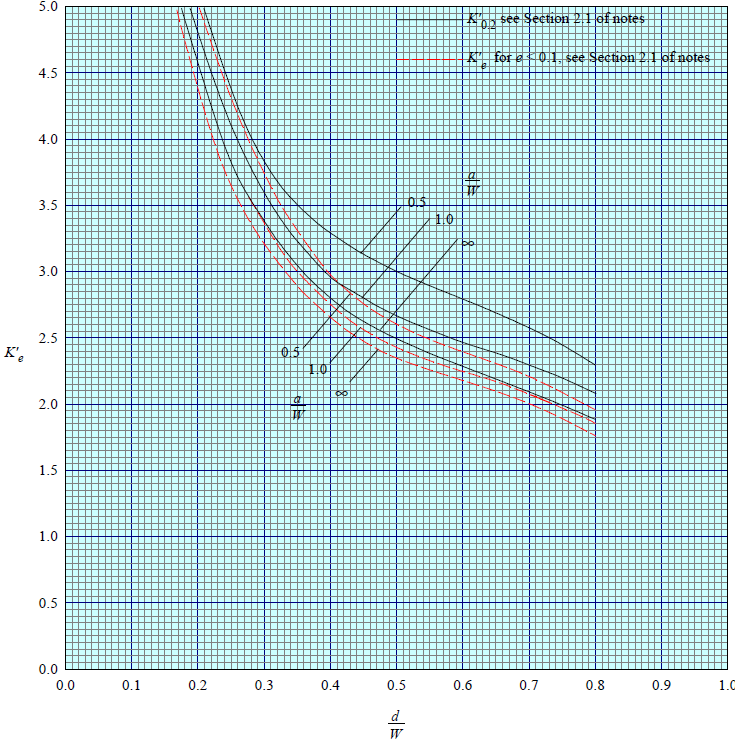 5.0
K'0.2 see Section 2.1 of notes
K'e for e < 0.1, see Section 2.1 of notes
4.5
4.0
a
W
3.5
0.5
1.0
∞
3.0
2.5
K'e
0.5
1.0
∞
a
W
2.0
1.5
1.0
0.5
0.0
0.0 0.1 0.2 0.3 0.4 0.5 0.6 0.7 0.8 0.9 1.0
d
W